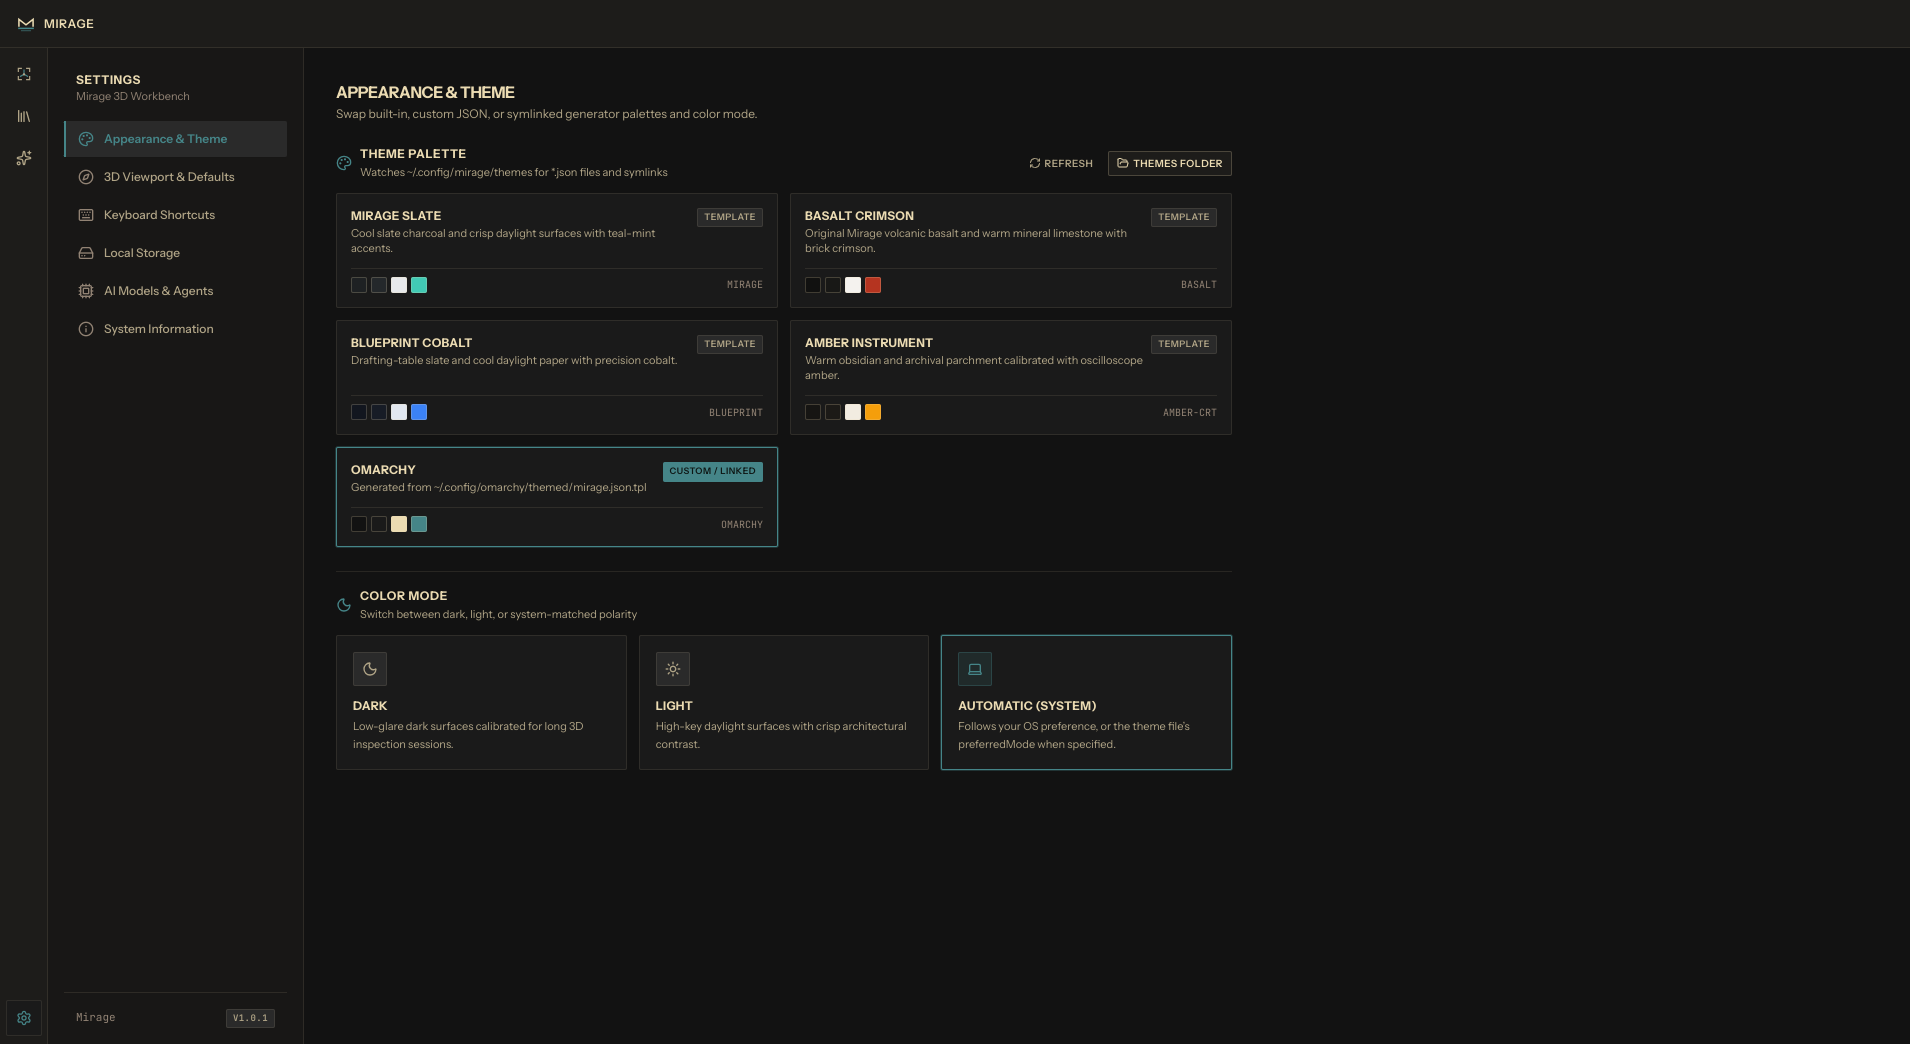 MIRAGE
SETTINGS
Mirage 3D Workbench
Appearance & Theme
3D Viewport & Defaults
Keyboard Shortcuts
Local Storage
AI Models & Agents
System Information
Mirage
V1.0.1
APPEARANCE & THEME
Swap built-in, custom JSON, or symlinked generator palettes and color mode.
THEME PALETTE
Watches ~/.config/mirage/themes for *.json files and symlinks
REFRESH
THEMES FOLDER
MIRAGE SLATE
TEMPLATE
Cool slate charcoal and crisp daylight surfaces with teal-mint
accents.
MIRAGE
BASALT CRIMSON
TEMPLATE
Original Mirage volcanic basalt and warm mineral limestone with
brick crimson.
BASALT
BLUEPRINT COBALT
TEMPLATE
Drafting-table slate and cool daylight paper with precision cobalt.
BLUEPRINT
AMBER INSTRUMENT
TEMPLATE
Warm obsidian and archival parchment calibrated with oscilloscope
amber.
AMBER-CRT
OMARCHY
CUSTOM / LINKED
Generated from ~/.config/omarchy/themed/mirage.json.tpl
OMARCHY
COLOR MODE
Switch between dark, light, or system-matched polarity
DARK
Low-glare dark surfaces calibrated for long 3D
inspection sessions.
LIGHT
High-key daylight surfaces with crisp architectural
contrast.
AUTOMATIC (SYSTEM)
Follows your OS preference, or the theme file's
preferredMode when specified.